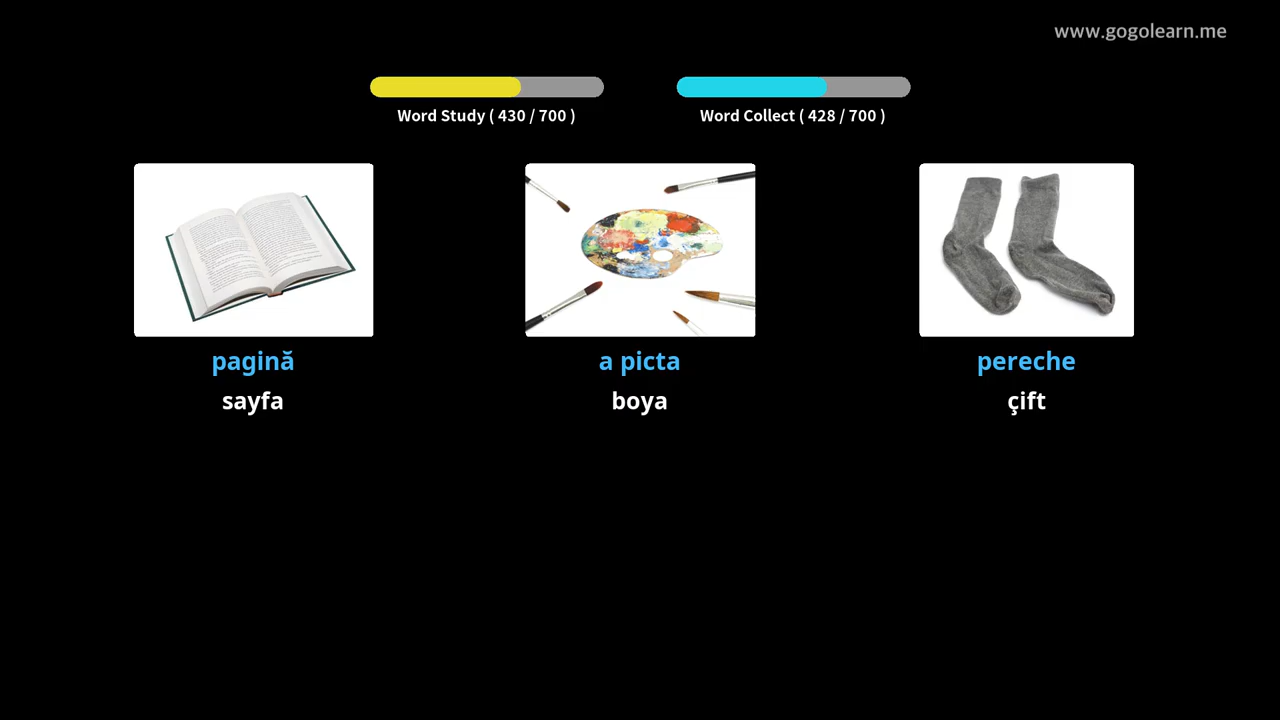 www.gogolearn.me
Word Study ( 430 / 700 )
Word Collect ( 428 / 700 )
pagină
sayfa
a picta
boya
pereche
çift